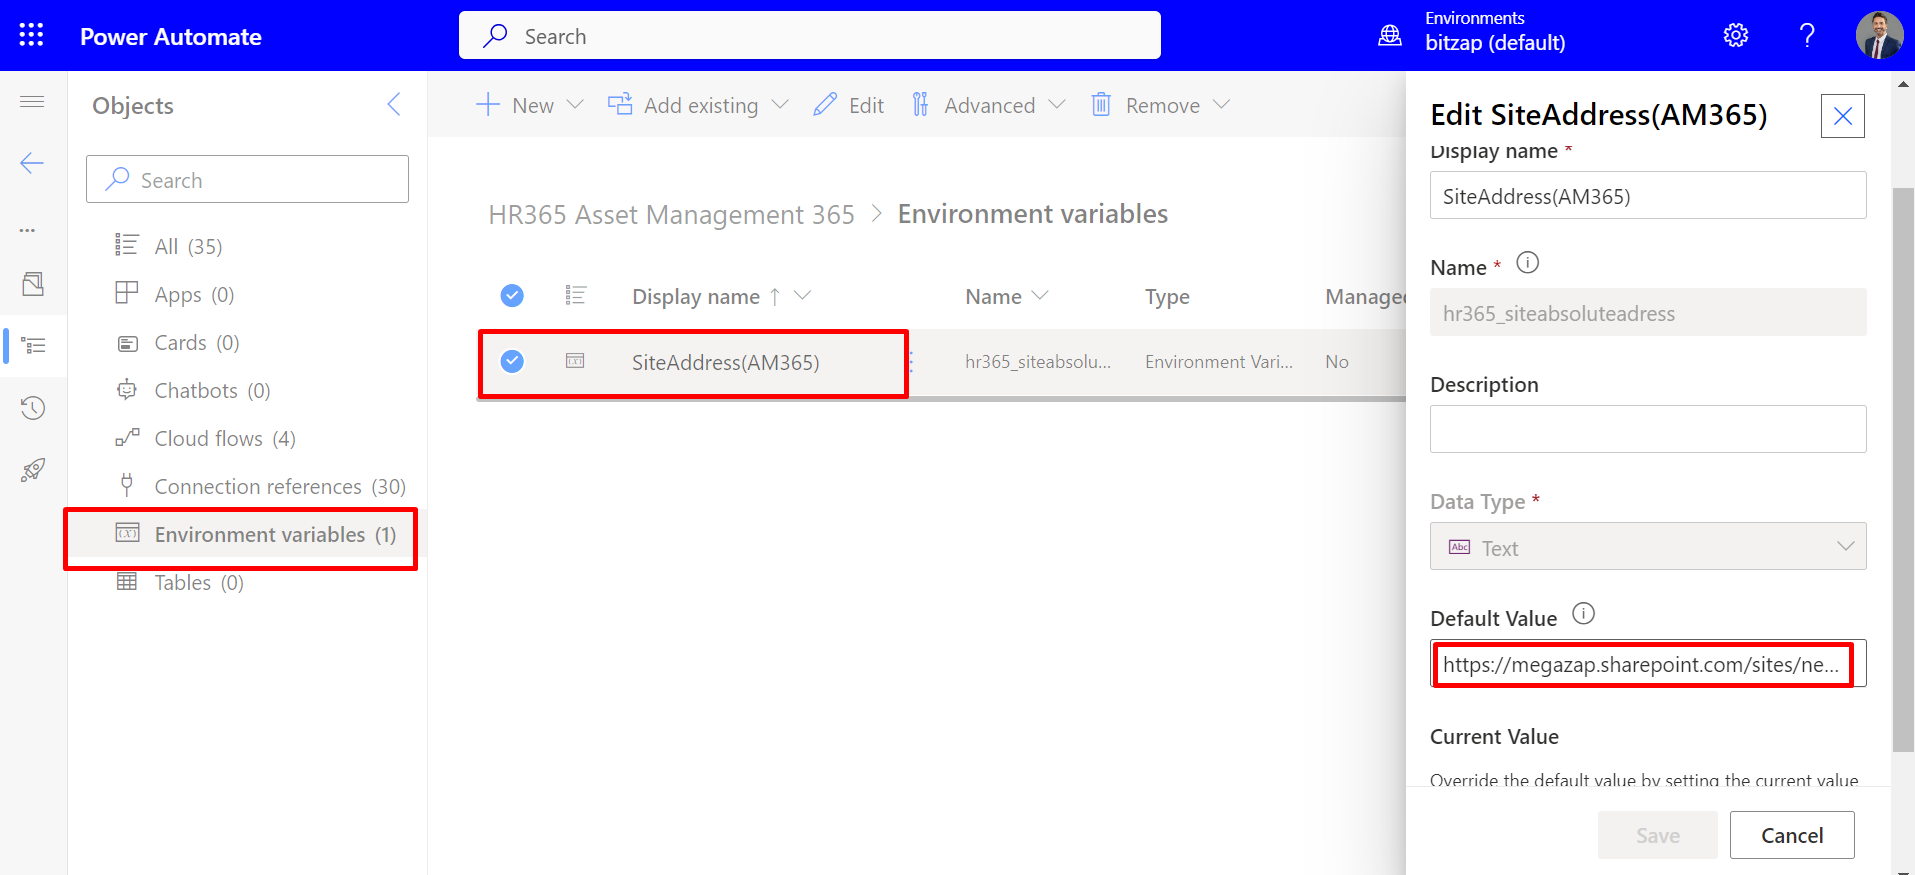 Power Automate
Search
Environments
bitzap (default)
Objects
Search
All (35)
Apps (0)
Cards (0)
Chatbots (0)
Cloud flows (4)
Connection references (30)
Environment variables (1)
Tables (0)
New
Add existing
Edit
Advanced
Remove
HR365 Asset Management 365 > Environment variables
Display name ↑
Name
Type
Managed
SiteAddress(AM365)
hr365_siteabsolu...
Environment Vari...
No
Edit SiteAddress(AM365)
Display name *
SiteAddress(AM365)
Name *
hr365_siteabsoluteadress
Description
Data Type *
Abc Text
Default Value
https://megazap.sharepoint.com/sites/ne...
Current Value
Override the default value by setting the current value
Save
Cancel